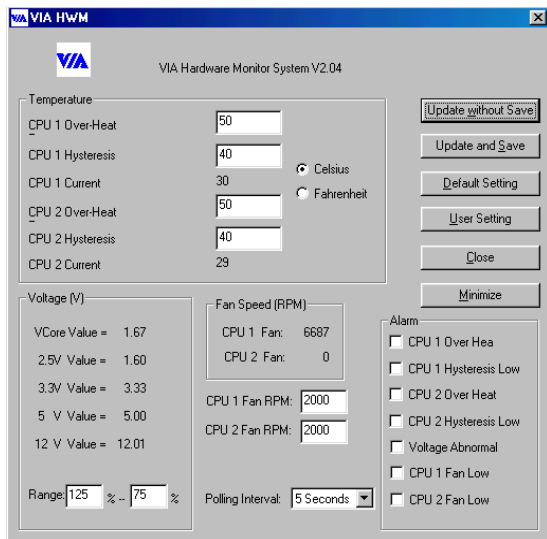 VIA VIA HWM
VIA
VIA Hardware Monitor System V2.04
Temperature
CPU 1 Over-Heat 50
CPU 1 Hysteresis 40
CPU 1 Current 30
CPU 2 Over-Heat 50
CPU 2 Hysteresis 40
CPU 2 Current 29
Celsius
Fahrenheit
Update without Save
Update and Save
Default Setting
User Setting
Close
Minimize
Voltage (V)
VCore Value = 1.67
2.5V Value = 1.60
3.3V Value = 3.33
5 V Value = 5.00
12 V Value = 12.01
Range: 125 % -- 75 %
Fan Speed (RPM)
CPU 1 Fan: 6687
CPU 2 Fan: 0
CPU 1 Fan RPM: 2000
CPU 2 Fan RPM: 2000
Polling Interval: 5 Seconds
Alarm
CPU 1 Over Hea
CPU 1 Hysteresis Low
CPU 2 Over Heat
CPU 2 Hysteresis Low
Voltage Abnormal
CPU 1 Fan Low
CPU 2 Fan Low